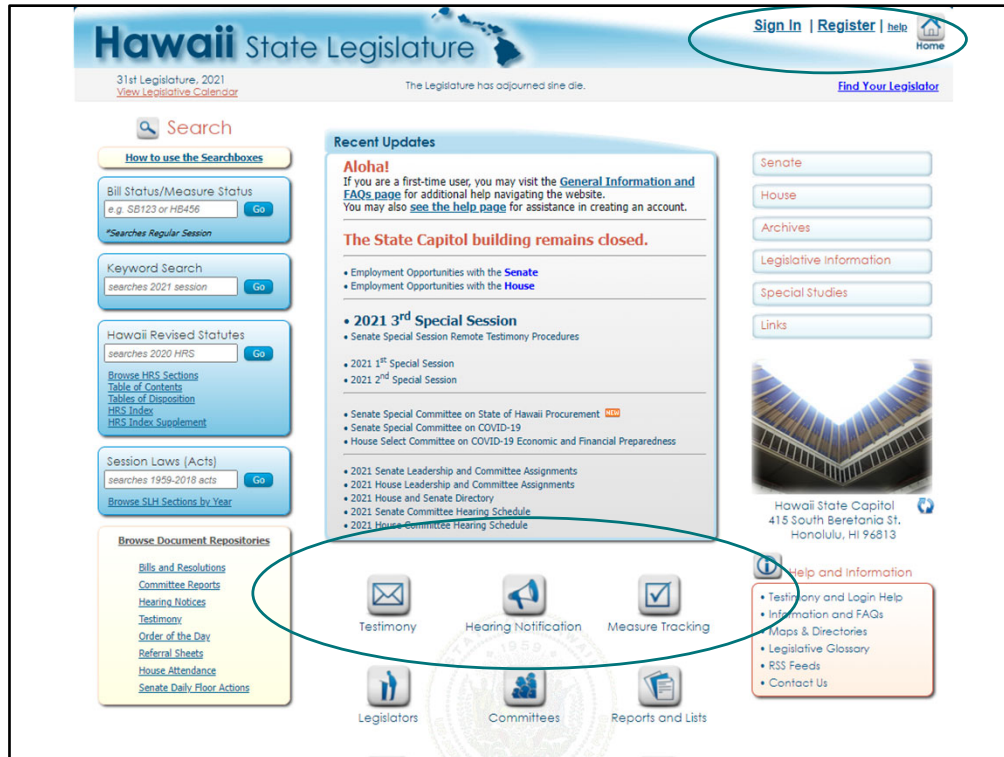 Hawaii State Legislature
Sign In | Register | help
Home
31st Legislature, 2021
View Legislative Calendar
The Legislature has adjourned sine die.
Find Your Legislator
Search
How to use the Searchboxes
Bill Status/Measure Status
e.g. SB123 or HB456
Go
*Searches Regular Session
Keyword Search
searches 2021 session
Go
Hawaii Revised Statutes
searches 2020 HRS
Go
Browse HRS Sections
Table of Contents
Tables of Disposition
HRS Index
HRS Index Supplement
Session Laws (Acts)
searches 1959-2018 acts
Go
Browse SLH Sections by Year
Browse Document Repositories
Bills and Resolutions
Committee Reports
Hearing Notices
Testimony
Order of the Day
Referral Sheets
House Attendance
Senate Daily Floor Actions
Recent Updates
Aloha!
If you are a first-time user, you may visit the General Information and
FAQs page for additional help navigating the website.
You may also see the help page for assistance in creating an account.
The State Capitol building remains closed.
• Employment Opportunities with the Senate
• Employment Opportunities with the House
• 2021 3rd Special Session
• Senate Special Session Remote Testimony Procedures
• 2021 1st Special Session
• 2021 2nd Special Session
• Senate Special Committee on State of Hawaii Procurement NEW
• Senate Special Committee on COVID-19
• House Select Committee on COVID-19 Economic and Financial Preparedness
• 2021 Senate Leadership and Committee Assignments
• 2021 House Leadership and Committee Assignments
• 2021 House and Senate Directory
• 2021 Senate Committee Hearing Schedule
• 2021 House Committee Hearing Schedule
Testimony
Hearing Notification
Measure Tracking
1959
Legislators
Committees
Reports and Lists
Senate
House
Archives
Legislative Information
Special Studies
Links
Hawaii State Capitol
415 South Beretania St.
Honolulu, HI 96813
Help and Information
• Testimony and Login Help
• Information and FAQs
• Maps & Directories
• Legislative Glossary
• RSS Feeds
• Contact Us